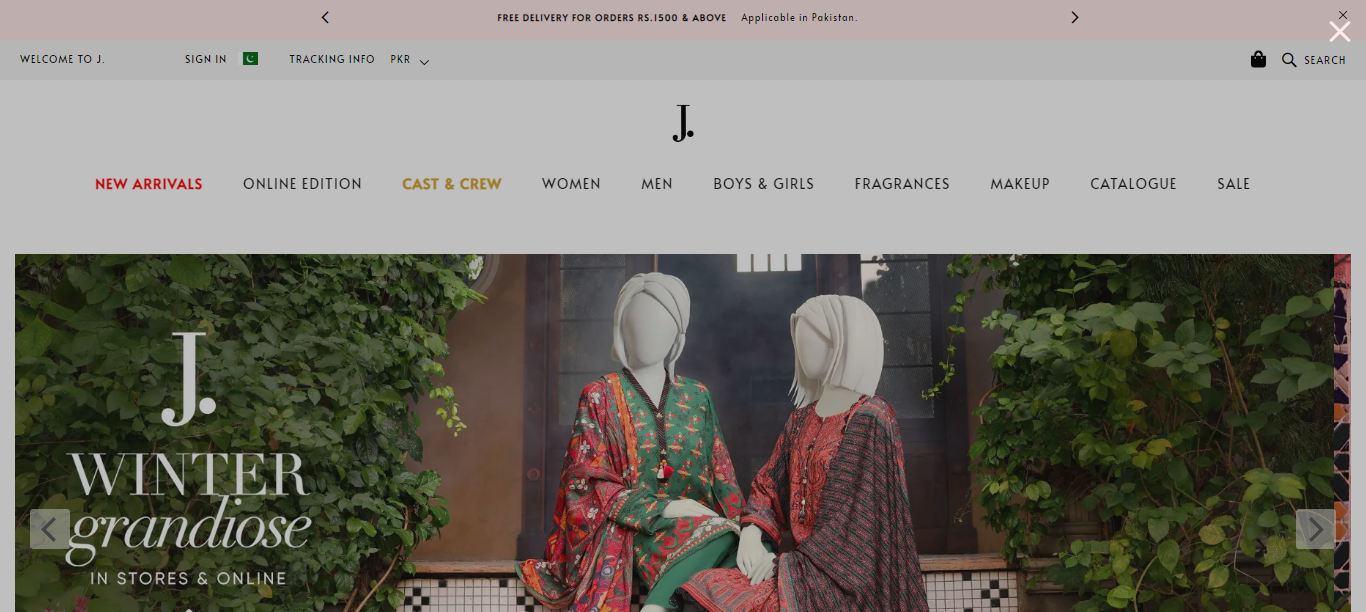 FREE DELIVERY FOR ORDERS RS.1500 & ABOVE Applicable in Pakistan.
WELCOME TO J. SIGN IN TRACKING INFO PKR SEARCH
J.
NEW ARRIVALS ONLINE EDITION CAST & CREW WOMEN MEN BOYS & GIRLS FRAGRANCES MAKEUP CATALOGUE SALE
J.
WINTER
grandiose
IN STORES & ONLINE